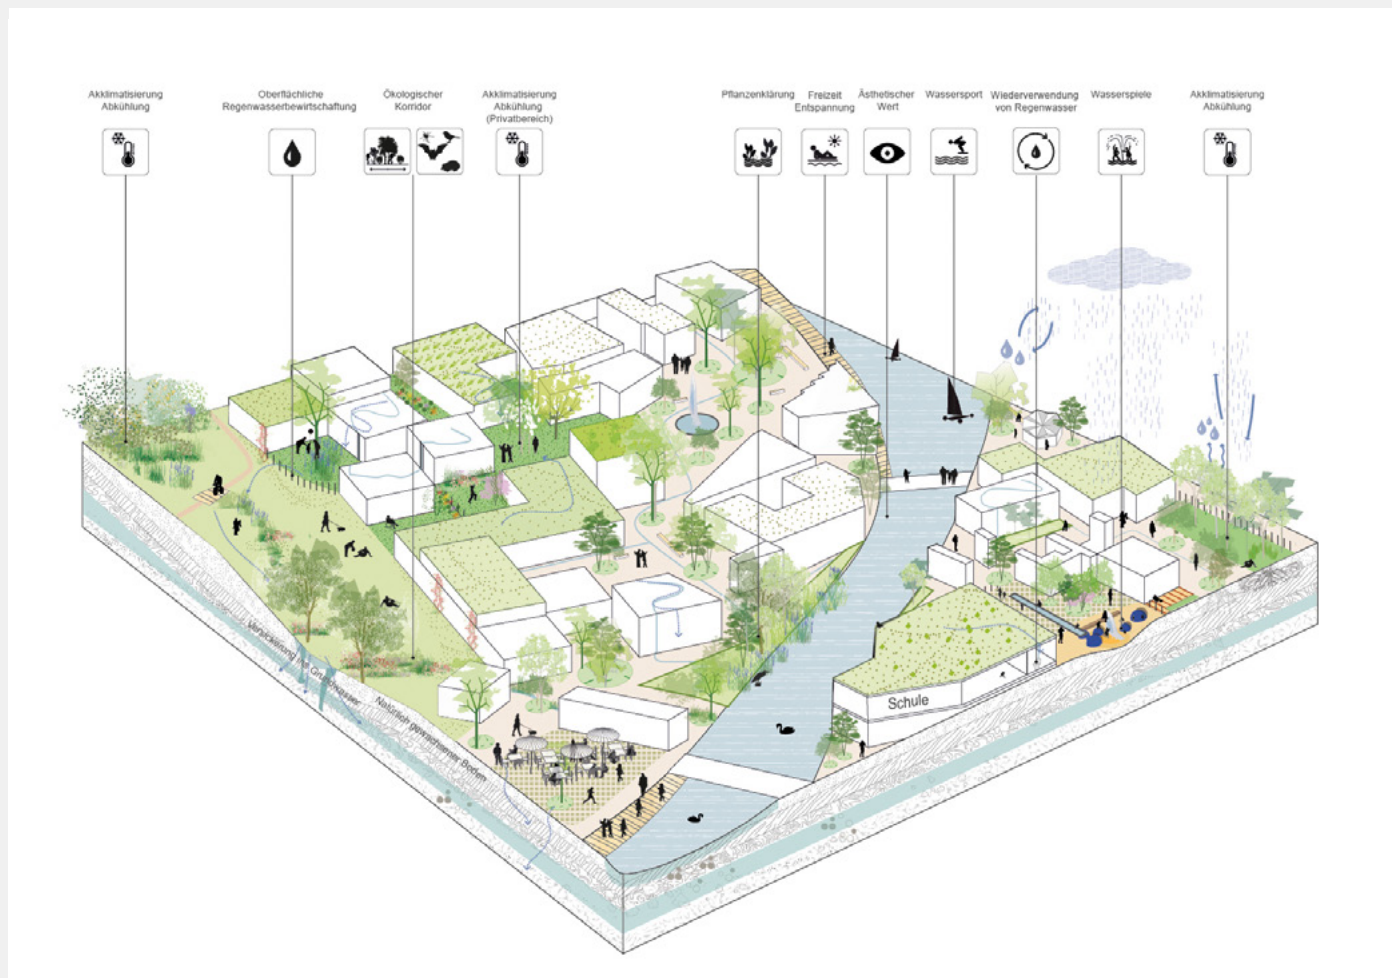 Akklimatisierung
Abkühlung
Oberflächliche
Regenwasserbewirtschaftung
Ökologischer
Korridor
Akklimatisierung
Abkühlung
(Privatbereich)
Pflanzenklärung
Freizeit
Entspannung
Ästhetischer
Wert
Wassersport
Wiederverwendung
von Regenwasser
Wasserspiele
Akklimatisierung
Abkühlung
Versickerung ins Grundwasser
Natürlich gewachsener Boden
Schule